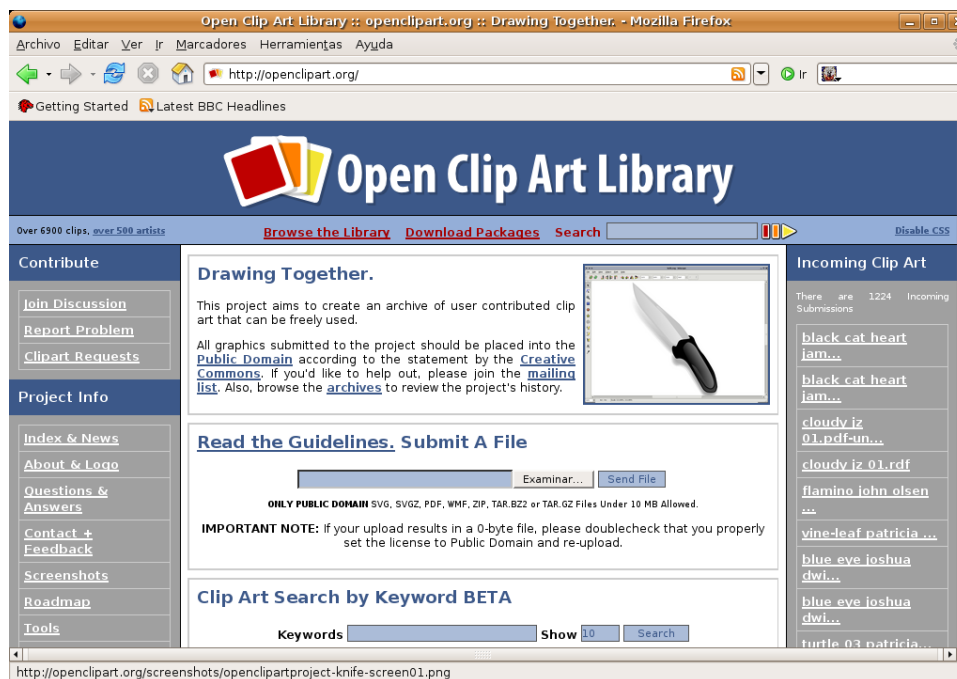 Open Clip Art Library :: openclipart.org :: Drawing Together. - Mozilla Firefox
Archivo Editar Ver Ir Marcadores Herramientas Ayuda
http://openclipart.org/
Ir
Getting Started Latest BBC Headlines
Open Clip Art Library
Over 6900 clips, over 500 artists
Browse the Library Download Packages Search
Disable CSS
Contribute
Join Discussion
Report Problem
Clipart Requests
Project Info
Index & News
About & Logo
Questions &
Answers
Contact +
Feedback
Screenshots
Roadmap
Tools
Drawing Together.
This project aims to create an archive of user contributed clip
art that can be freely used.
All graphics submitted to the project should be placed into the
Public Domain according to the statement by the Creative
Commons. If you'd like to help out, please join the mailing
list. Also, browse the archives to review the project's history.
Read the Guidelines. Submit A File
Examinar... Send File
ONLY PUBLIC DOMAIN SVG, SVGZ, PDF, WMF, ZIP, TAR.BZ2 or TAR.GZ Files Under 10 MB Allowed.
IMPORTANT NOTE: If your upload results in a 0-byte file, please doublecheck that you properly
set the license to Public Domain and re-upload.
Clip Art Search by Keyword BETA
Keywords Show 10 Search
Incoming Clip Art
There are 1224 Incoming
Submissions
black cat heart
jam...
black cat heart
jam...
cloudy jz
01.pdf-un...
cloudy jz 01.rdf
flamino john olsen
...
vine-leaf patricia ...
blue eye joshua
dwi...
blue eye joshua
dwi...
turtle 03 patricia...
http://openclipart.org/screenshots/openclipartproject-knife-screen01.png